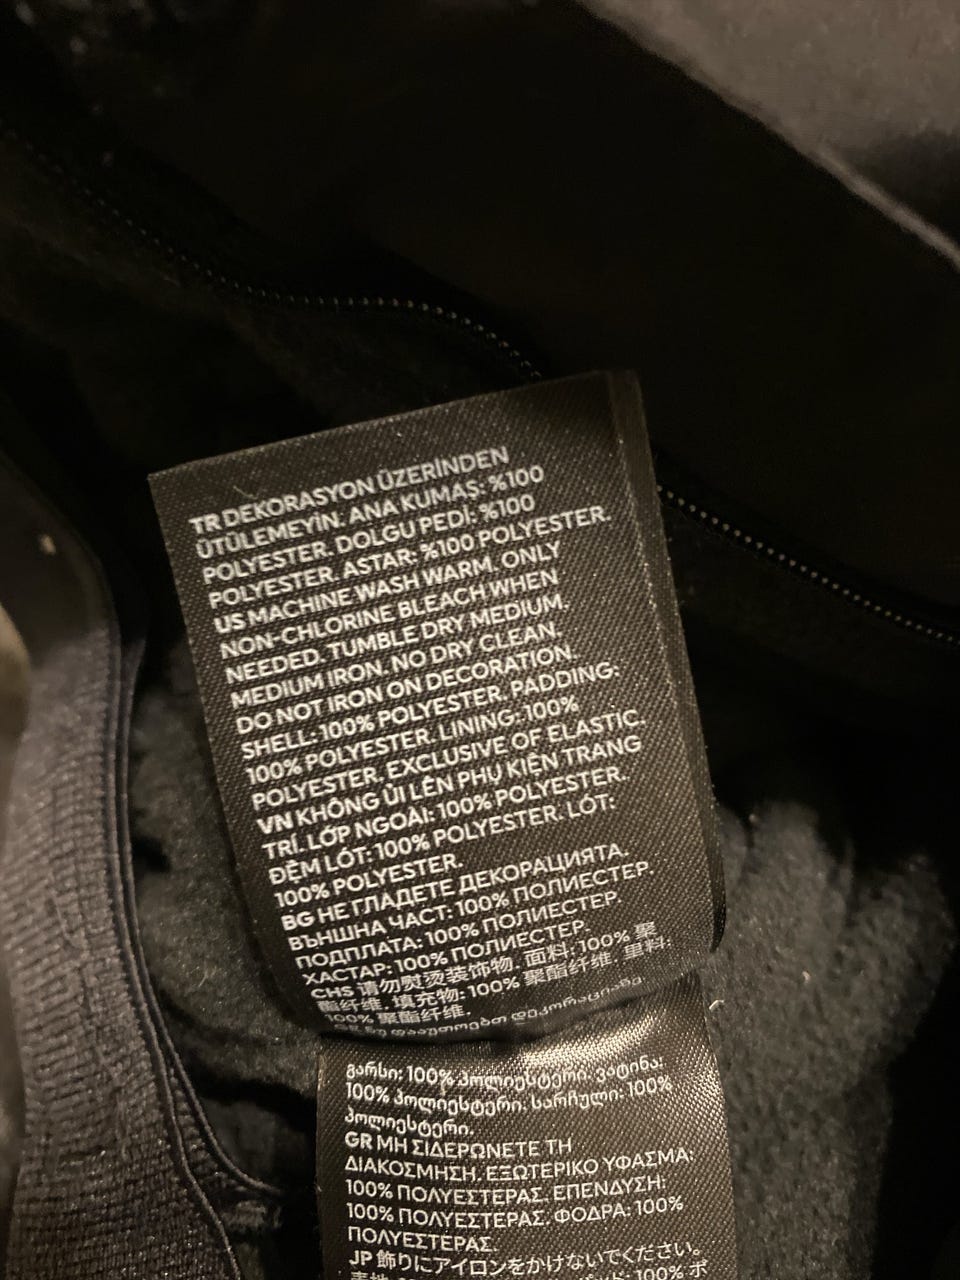 TR DEKORASYON ÜZERİNDEN
ÜTÜLEMEYİN. ANA KUMAŞ: %100
POLYESTER. DOLGU PEDİ: %100
POLYESTER. ASTAR: %100 POLYESTER.
US MACHINE WASH WARM. ONLY
NON-CHLORINE BLEACH WHEN
NEEDED. TUMBLE DRY MEDIUM.
MEDIUM IRON. NO DRY CLEAN.
DO NOT IRON ON DECORATION.
SHELL: 100% POLYESTER. PADDING:
100% POLYESTER. LINING: 100%
POLYESTER. EXCLUSIVE OF ELASTIC.
VN KHÔNG ỦI LÊN PHỤ KIỆN TRANG
TRÍ. LỚP NGOÀI: 100% POLYESTER.
ĐỆM LÓT: 100% POLYESTER. LÓT:
100% POLYESTER.
BG НЕ ГЛАДЕТЕ ДЕКОРАЦИЯТА.
ВЪНШНА ЧАСТ: 100% ПОЛИЕСТЕР.
ПОДПЛАТА: 100% ПОЛИЕСТЕР.
ХАСТАР: 100% ПОЛИЕСТЕР.
CHS 请勿熨烫装饰物. 面料: 100% 聚
酯纤维. 填充物: 100% 聚酯纤维. 里料:
100% 聚酯纤维.
დააუთოებთ დეკორაციაზე
გარსი: 100% პოლიესტერი. ვატინი:
100% პოლიესტერი. სარჩული: 100%
პოლიესტერი.
GR ΜΗ ΣΙΔΕΡΩΝΕΤΕ ΤΗ
ΔΙΑΚΟΣΜΗΣΗ. ΕΞΩΤΕΡΙΚΟ ΥΦΑΣΜΑ:
100% ΠΟΛΥΕΣΤΕΡΑΣ. ΕΠΕΝΔΥΣΗ:
100% ΠΟΛΥΕΣΤΕΡΑΣ. ΦΟΔΡΑ: 100%
ΠΟΛΥΕΣΤΕΡΑΣ.
JP 飾りにアイロンをかけないでください。
100% ポ